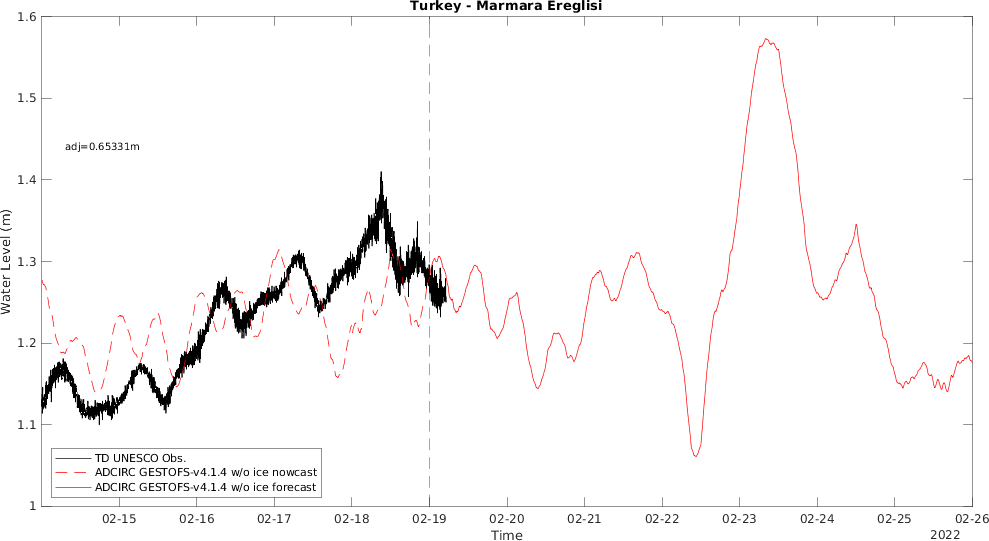 Turkey - Marmara Ereglisi
1.6
1.5
1.4
1.3
1.2
1.1
1
Water Level (m)
adj=0.65331m
TD UNESCO Obs.
ADCIRC GESTOFS-v4.1.4 w/o ice nowcast
ADCIRC GESTOFS-v4.1.4 w/o ice forecast
02-15 02-16 02-17 02-18 02-19 02-20 02-21 02-22 02-23 02-24 02-25 02-26
Time
2022